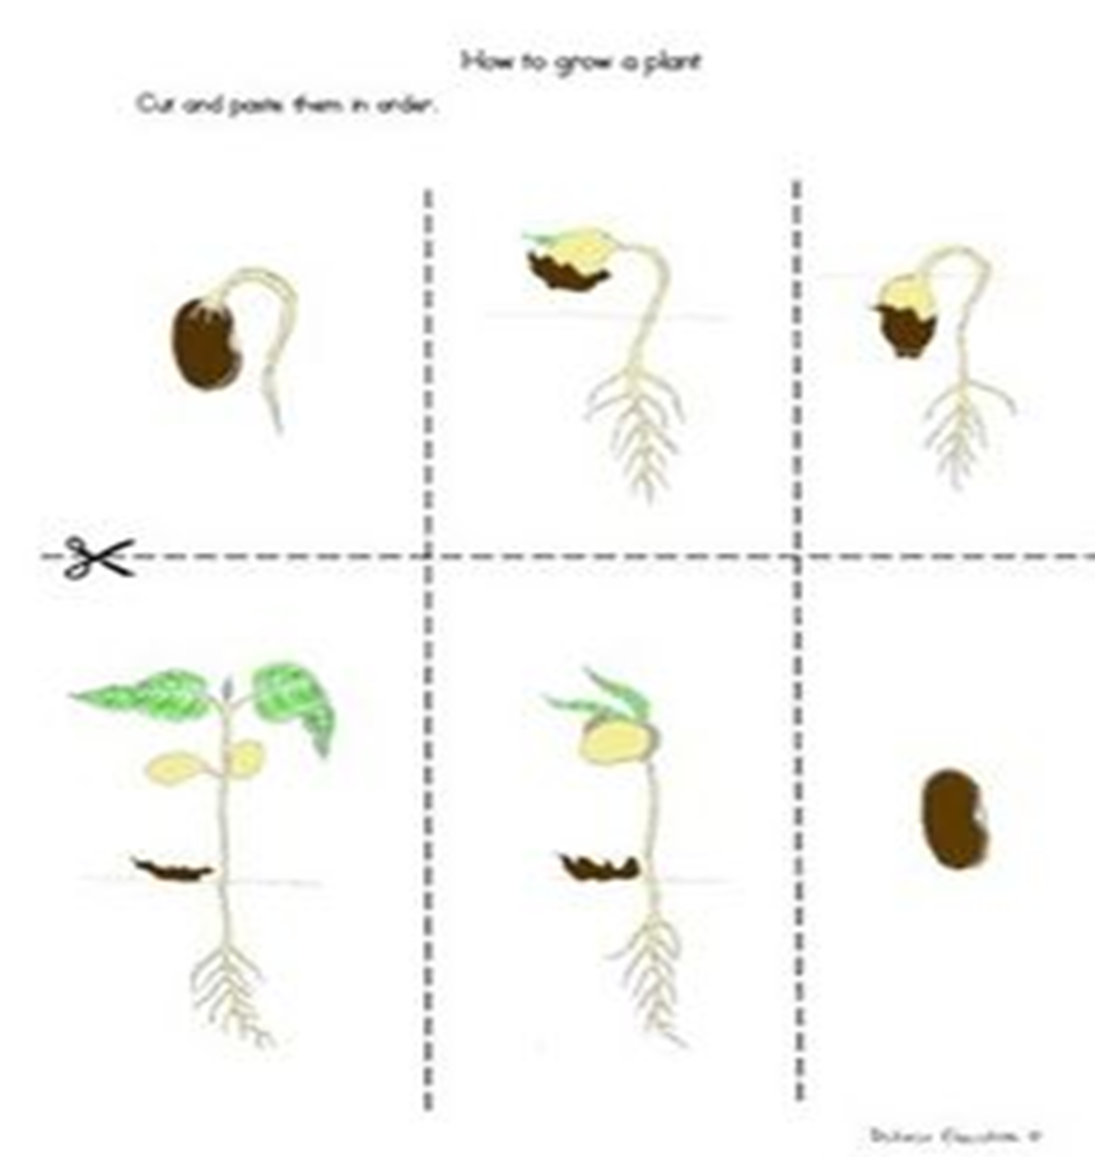 How to grow a plant
Cut and paste them in order.